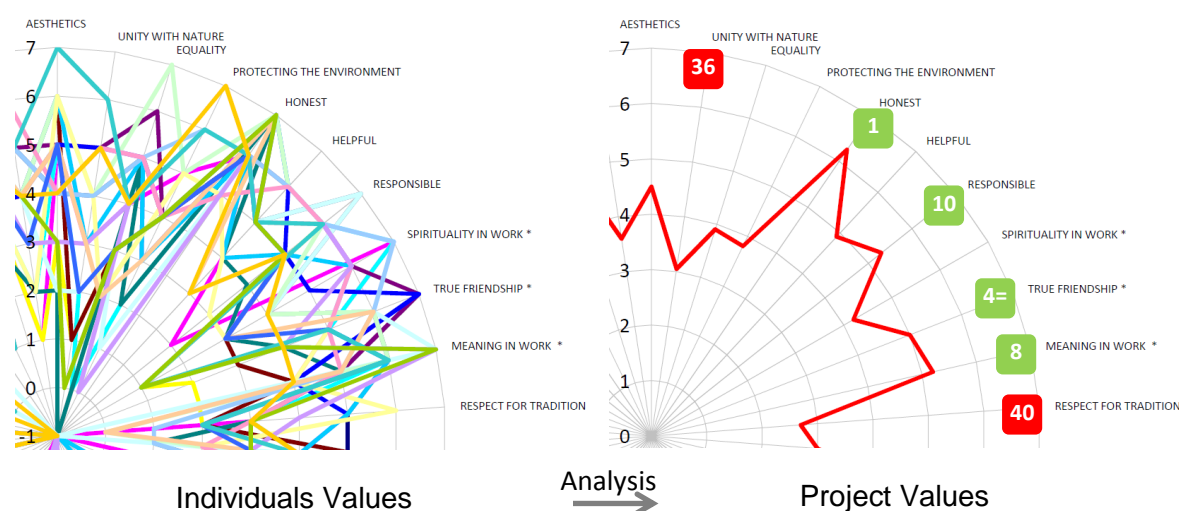 AESTHETICS
UNITY WITH NATURE
EQUALITY
PROTECTING THE ENVIRONMENT
HONEST
HELPFUL
RESPONSIBLE
SPIRITUALITY IN WORK *
TRUE FRIENDSHIP *
MEANING IN WORK *
RESPECT FOR TRADITION
7
6
5
4
3
2
1
0
-1
Individuals Values
Analysis
AESTHETICS
UNITY WITH NATURE
EQUALITY
PROTECTING THE ENVIRONMENT
HONEST
HELPFUL
RESPONSIBLE
SPIRITUALITY IN WORK *
TRUE FRIENDSHIP *
MEANING IN WORK *
RESPECT FOR TRADITION
7
6
5
4
3
2
1
0
36
1
10
4=
8
40
Project Values